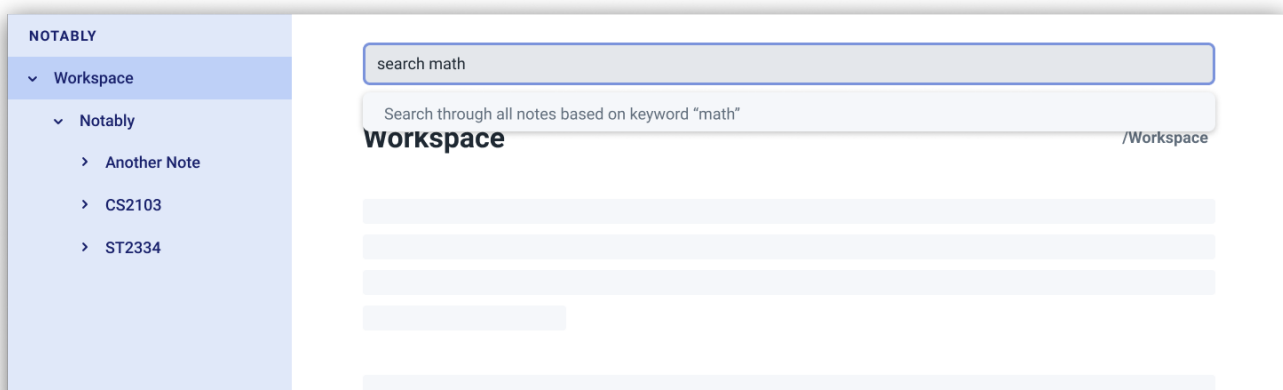 NOTABLY
Workspace
Notably
Another Note
CS2103
ST2334
search math
Search through all notes based on keyword “math”
Workspace
/Workspace